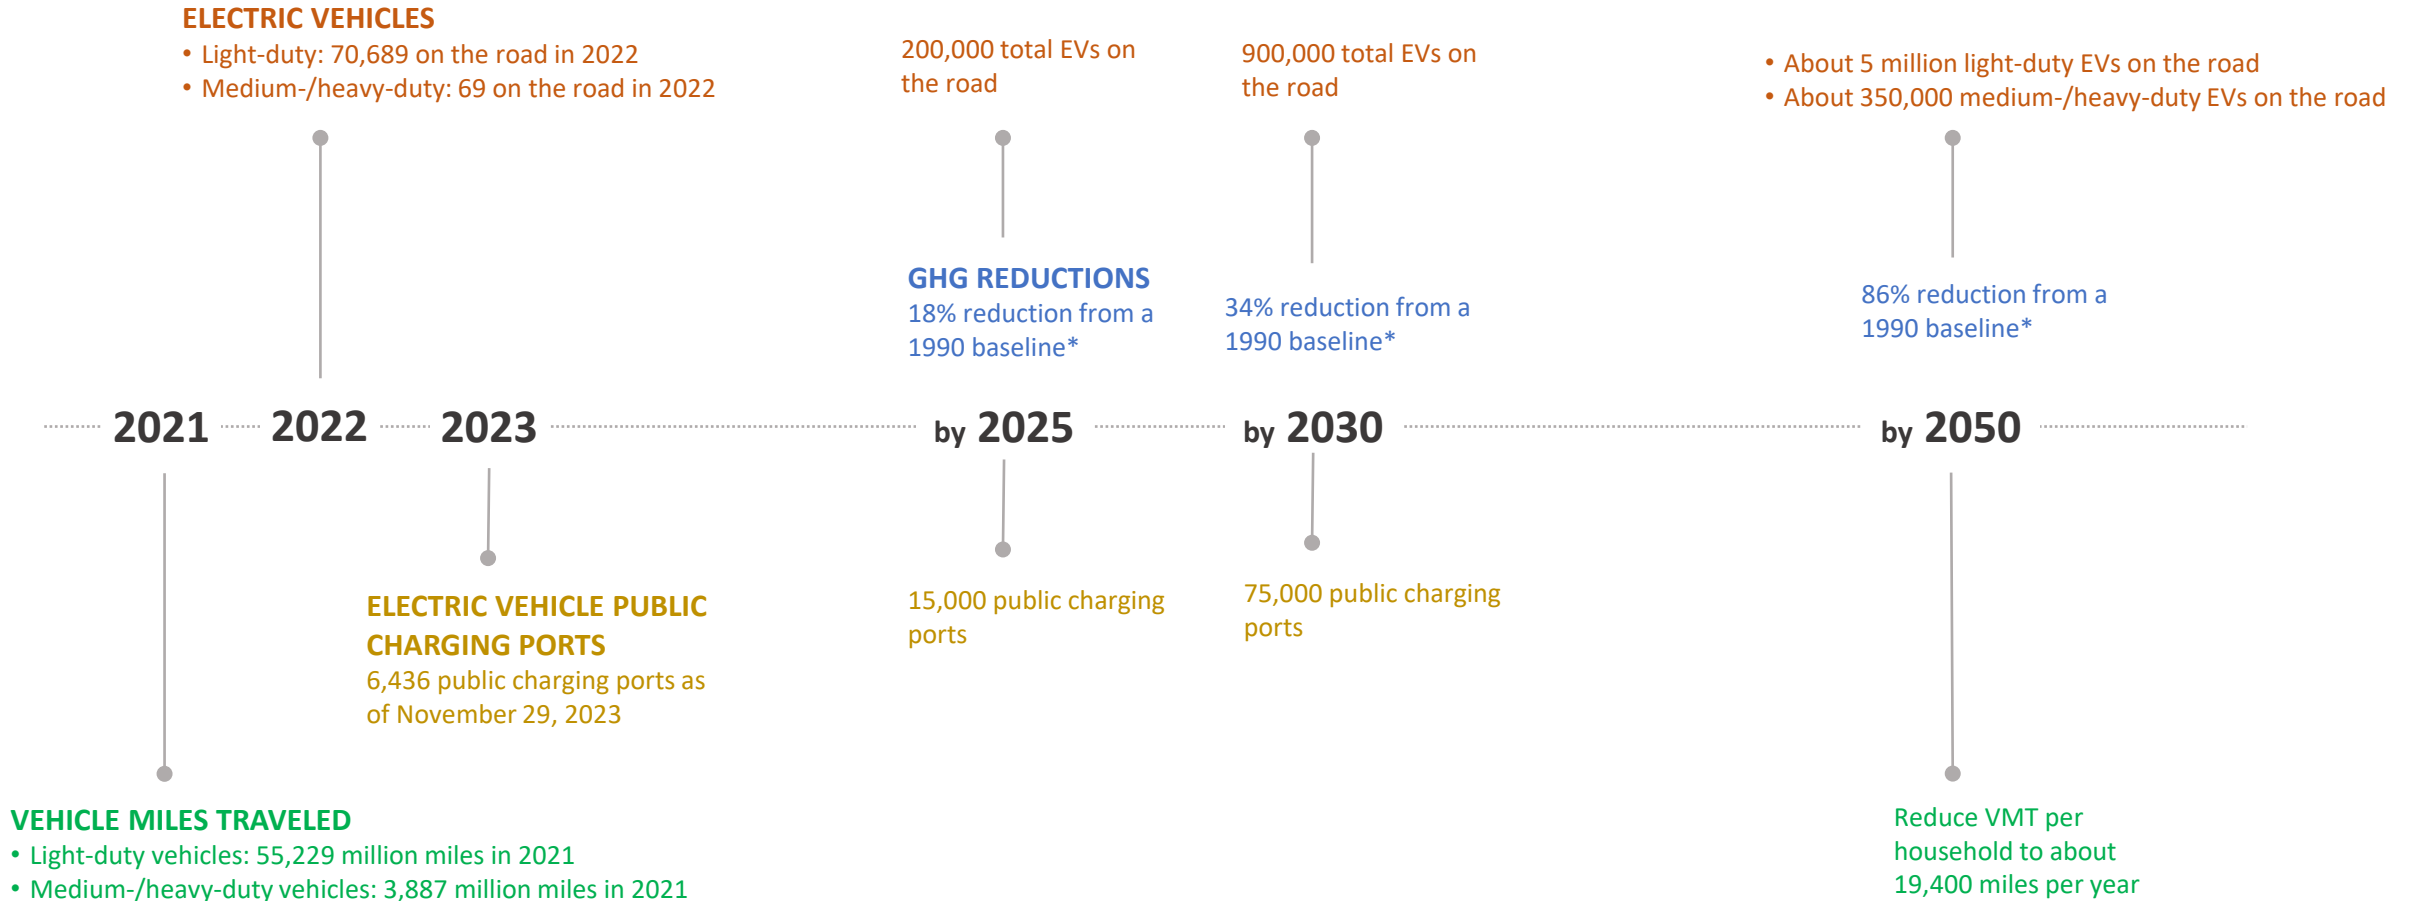 ELECTRIC VEHICLES
• Light-duty: 70,689 on the road in 2022
• Medium-/heavy-duty: 69 on the road in 2022
200,000 total EVs on
the road
900,000 total EVs on
the road
• About 5 million light-duty EVs on the road
• About 350,000 medium-/heavy-duty EVs on the road
GHG REDUCTIONS
18% reduction from a
1990 baseline*
34% reduction from a
1990 baseline*
86% reduction from a
1990 baseline*
2021
2022
2023
by 2025
by 2030
by 2050
ELECTRIC VEHICLE PUBLIC
CHARGING PORTS
6,436 public charging ports as
of November 29, 2023
15,000 public charging
ports
75,000 public charging
ports
VEHICLE MILES TRAVELED
• Light-duty vehicles: 55,229 million miles in 2021
• Medium-/heavy-duty vehicles: 3,887 million miles in 2021
Reduce VMT per
household to about
19,400 miles per year